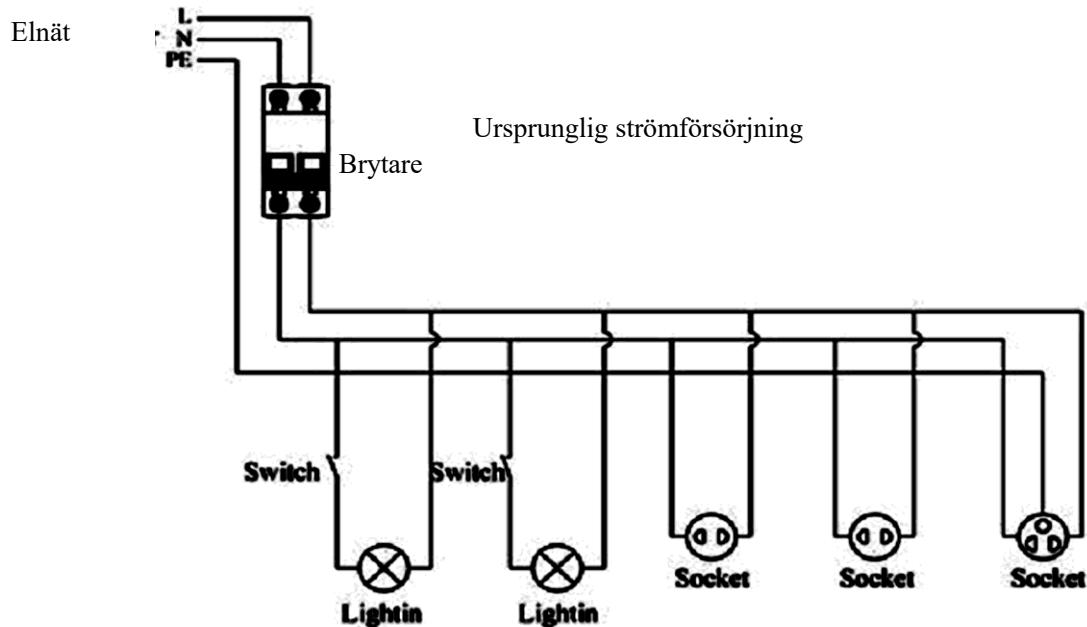 L
Elnät
N
PE
Ursprunglig strömförsörjning
Brytare
Switch
Switch
Socket
Socket
Socket
Lightin
Lightin